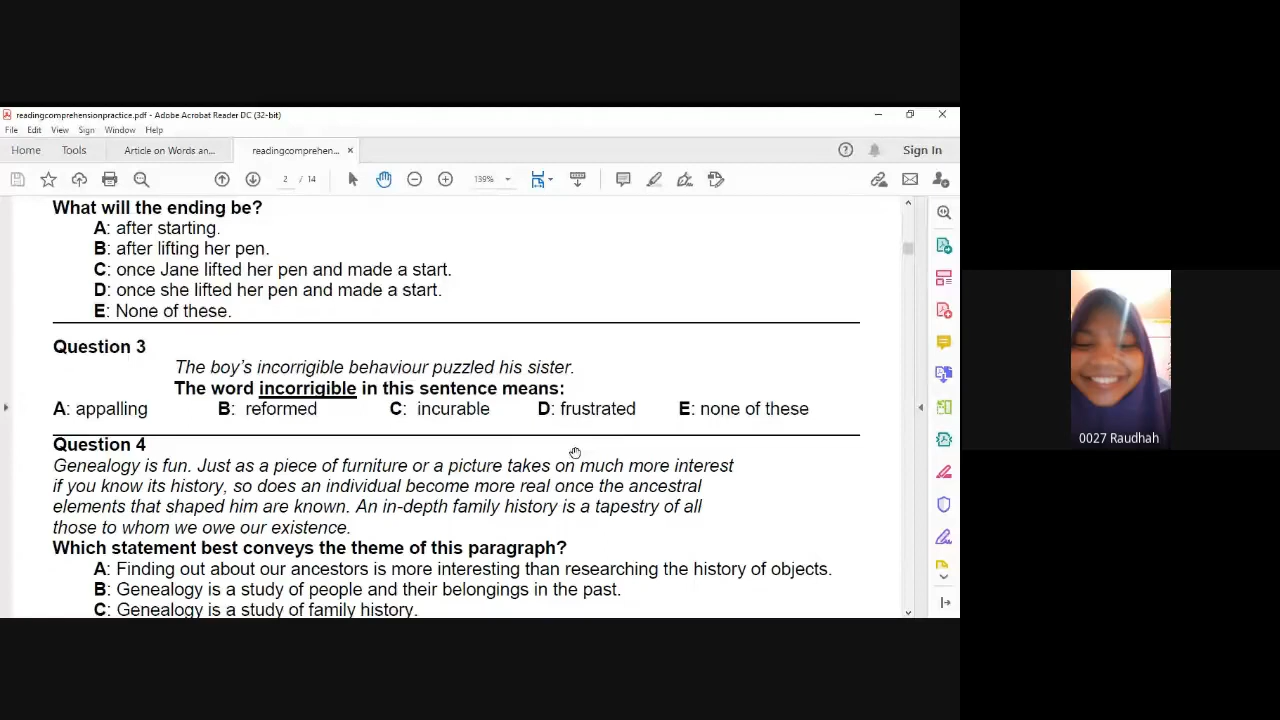 readingcomprehensionpractice.pdf - Adobe Acrobat Reader DC (32-bit)
File Edit View Sign Window Help
Home Tools Article on Words an... readingcomprehen... × Sign In
2 / 14 139%
What will the ending be?
A: after starting.
B: after lifting her pen.
C: once Jane lifted her pen and made a start.
D: once she lifted her pen and made a start.
E: None of these.
Question 3
The boy's incorrigible behaviour puzzled his sister.
The word incorrigible in this sentence means:
A: appalling B: reformed C: incurable D: frustrated E: none of these
Question 4
Genealogy is fun. Just as a piece of furniture or a picture takes on much more interest
if you know its history, so does an individual become more real once the ancestral
elements that shaped him are known. An in-depth family history is a tapestry of all
those to whom we owe our existence.
Which statement best conveys the theme of this paragraph?
A: Finding out about our ancestors is more interesting than researching the history of objects.
B: Genealogy is a study of people and their belongings in the past.
C: Genealogy is a study of family history.
0027 Raudhah